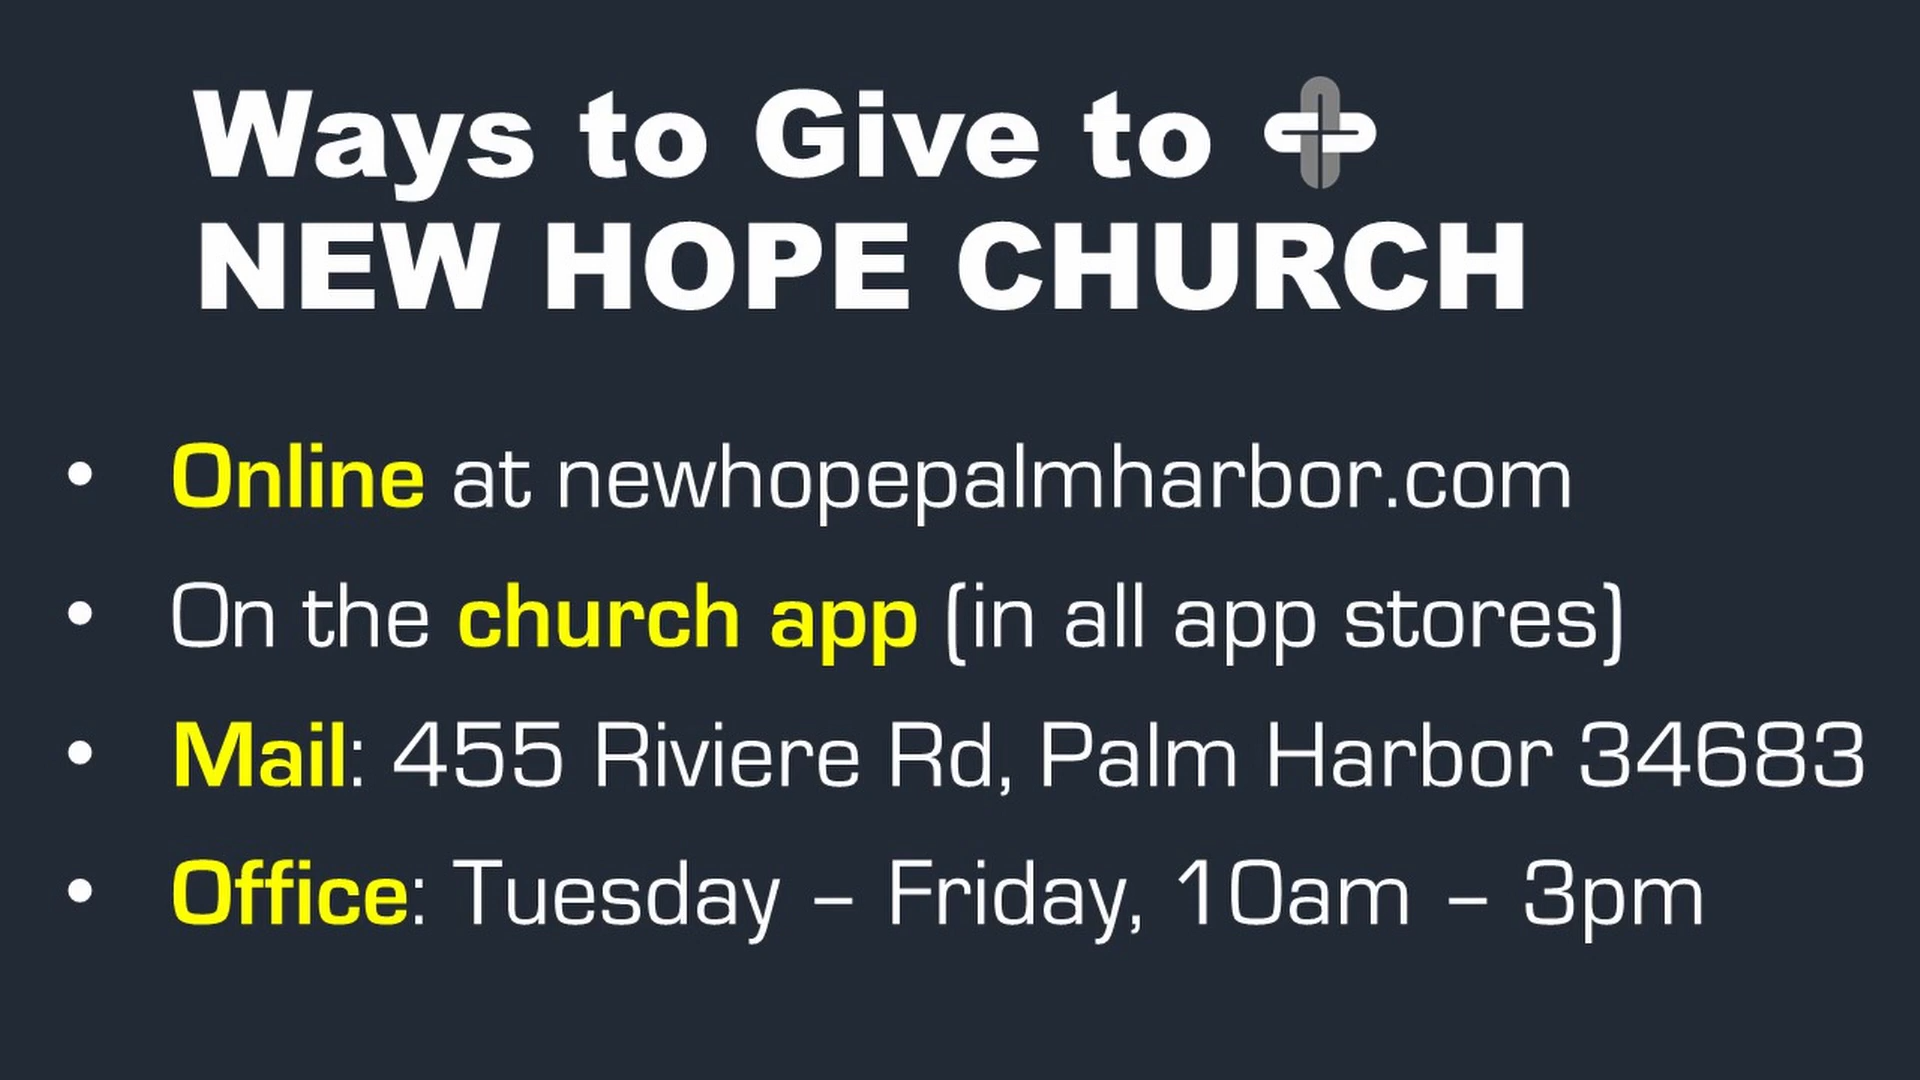 Ways to Give to
NEW HOPE CHURCH
• Online at newhopepalmharbor.com
• On the church app (in all app stores)
• Mail: 455 Riviere Rd, Palm Harbor 34683
• Office: Tuesday – Friday, 10am – 3pm